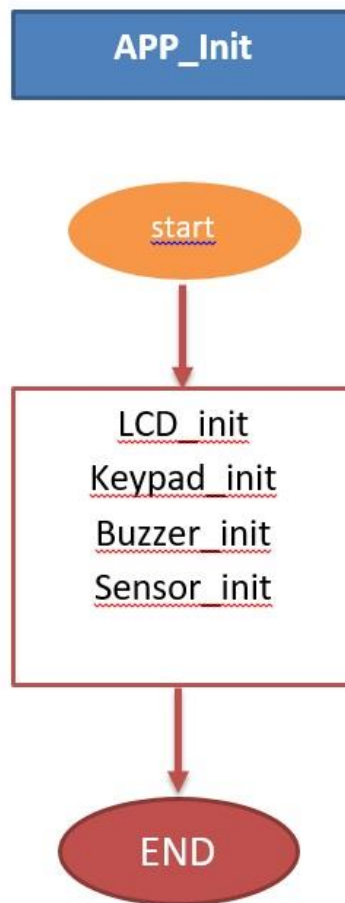 APP_Init
start
LCD_init
Keypad_init
Buzzer_init
Sensor_init
END